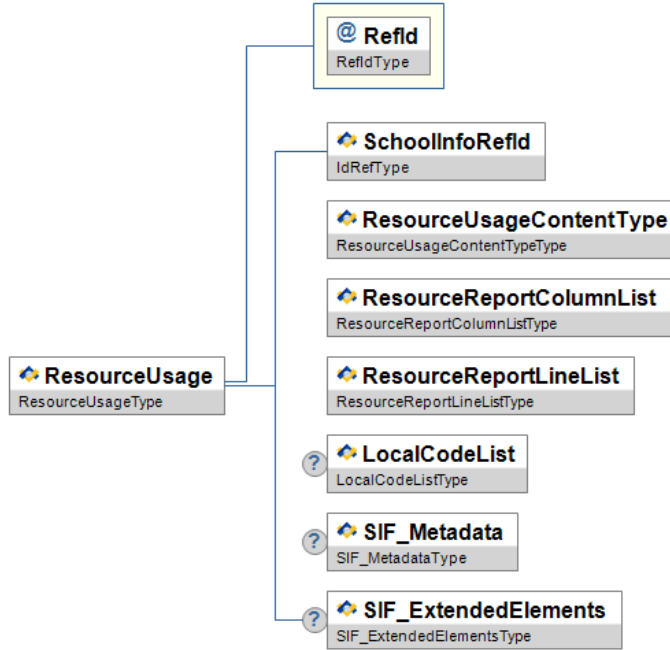 @ RefId
RefIdType
SchoolInfoRefId
IdRefType
ResourceUsageContentType
ResourceUsageContentTypeType
ResourceReportColumnList
ResourceReportColumnListType
ResourceUsage
ResourceUsageType
ResourceReportLineList
ResourceReportLineListType
? LocalCodeList
LocalCodeListType
? SIF_Metadata
SIF_MetadataType
? SIF_ExtendedElements
SIF_ExtendedElementsType